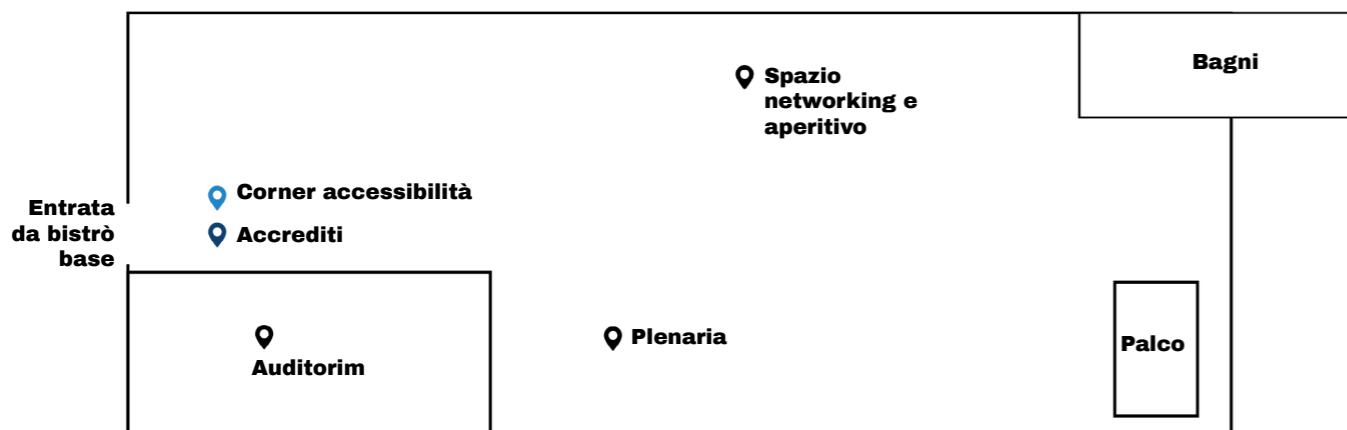 Bagni
Spazio
networking e
aperitivo
Corner accessibilità
Entrata
da bistrò
base
Accrediti
Auditorim
Plenaria
Palco